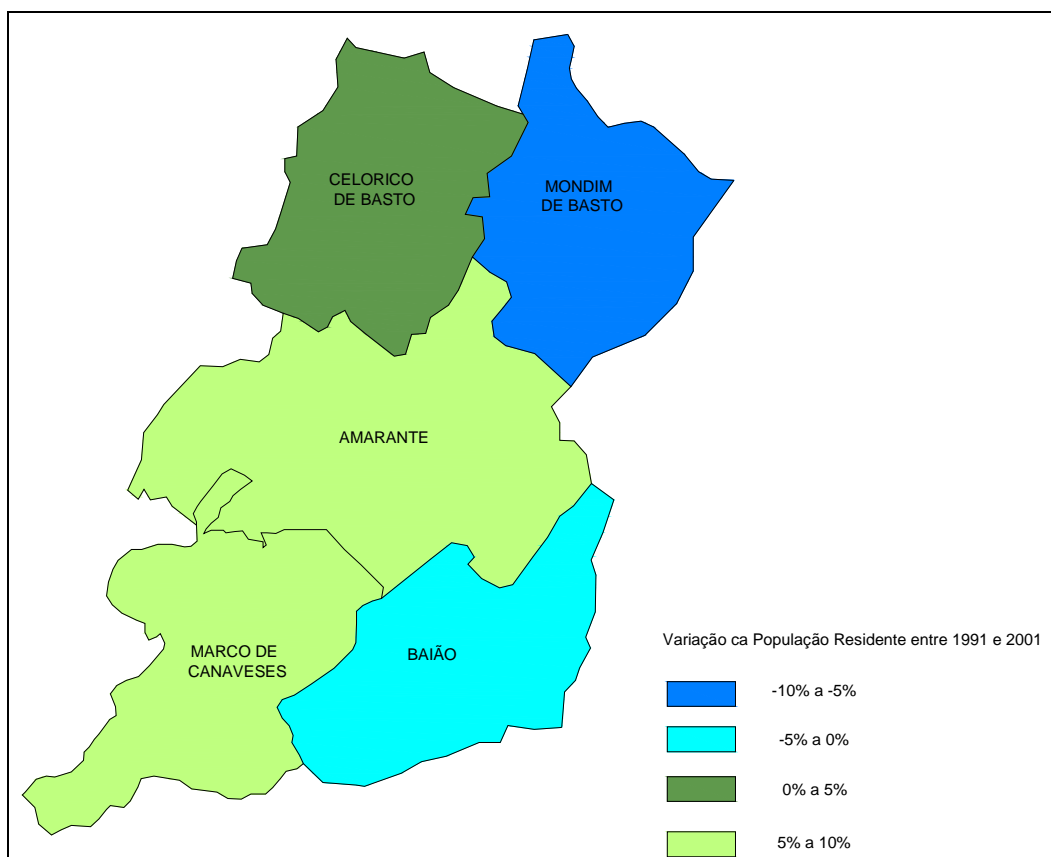 CELORICO
DE BASTO
MONDIM
DE BASTO
AMARANTE
MARCO DE
CANAVESES
BAIÃO
Variação ca População Residente entre 1991 e 2001
-10% a -5%
-5% a 0%
0% a 5%
5% a 10%